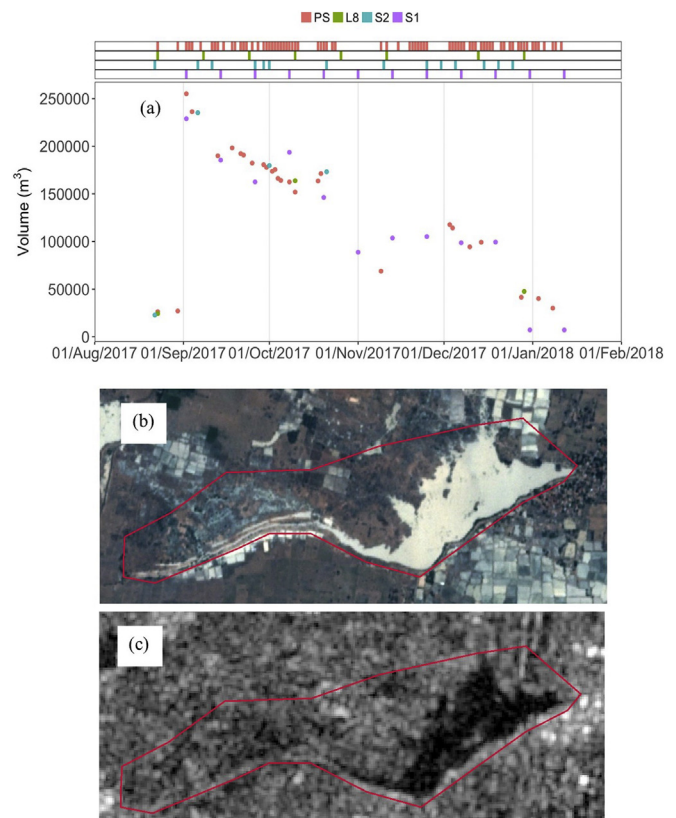 PS L8 S2 S1
(a)
250000
200000
150000
100000
50000
0
Volume (m³)
01/Aug/2017 01/Sep/2017 01/Oct/2017 01/Nov/2017 01/Dec/2017 01/Jan/2018 01/Feb/2018
(b)
(c)